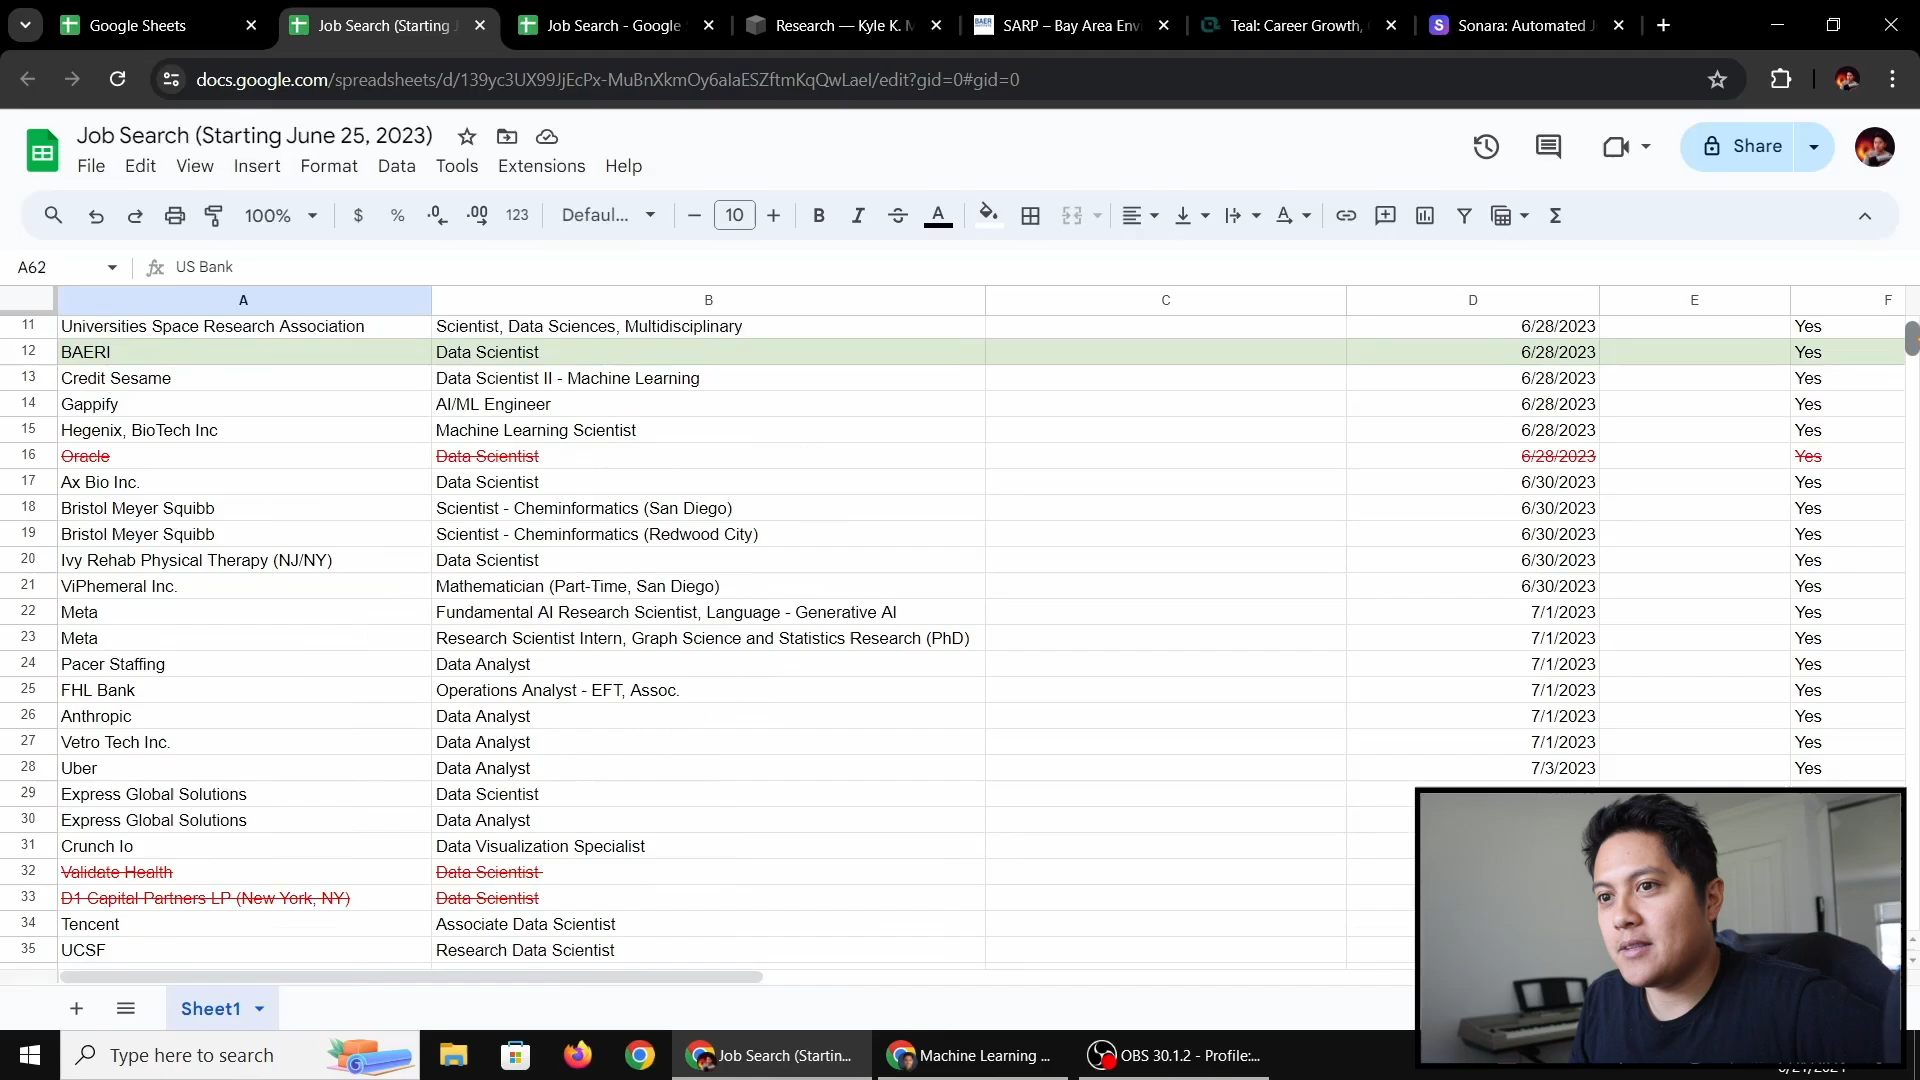 Google Sheets
Job Search (Starting J
Job Search - Google S
Research — Kyle K. M
SARP – Bay Area Envi
Teal: Career Growth,
Sonara: Automated J
docs.google.com/spreadsheets/d/139yc3UX99JjEcPx-MuBnXkmOy6aIaESZftmKqQwLaeI/edit?gid=0#gid=0
Job Search (Starting June 25, 2023)
File Edit View Insert Format Data Tools Extensions Help
Share
100% $ % .0 .00 123 Defaul... 10 B I A
A62 fx US Bank
A B C D E F
11 Universities Space Research Association Scientist, Data Sciences, Multidisciplinary 6/28/2023 Yes
12 BAERI Data Scientist 6/28/2023 Yes
13 Credit Sesame Data Scientist II - Machine Learning 6/28/2023 Yes
14 Gappify AI/ML Engineer 6/28/2023 Yes
15 Hegenix, BioTech Inc Machine Learning Scientist 6/28/2023 Yes
16 Oracle Data Scientist 6/28/2023 Yes
17 Ax Bio Inc. Data Scientist 6/30/2023 Yes
18 Bristol Meyer Squibb Scientist - Cheminformatics (San Diego) 6/30/2023 Yes
19 Bristol Meyer Squibb Scientist - Cheminformatics (Redwood City) 6/30/2023 Yes
20 Ivy Rehab Physical Therapy (NJ/NY) Data Scientist 6/30/2023 Yes
21 ViPhemeral Inc. Mathematician (Part-Time, San Diego) 6/30/2023 Yes
22 Meta Fundamental AI Research Scientist, Language - Generative AI 7/1/2023 Yes
23 Meta Research Scientist Intern, Graph Science and Statistics Research (PhD) 7/1/2023 Yes
24 Pacer Staffing Data Analyst 7/1/2023 Yes
25 FHL Bank Operations Analyst - EFT, Assoc. 7/1/2023 Yes
26 Anthropic Data Analyst 7/1/2023 Yes
27 Vetro Tech Inc. Data Analyst 7/1/2023 Yes
28 Uber Data Analyst 7/3/2023 Yes
29 Express Global Solutions Data Scientist
30 Express Global Solutions Data Analyst
31 Crunch Io Data Visualization Specialist
32 Validate Health Data Scientist
33 D1 Capital Partners LP (New York, NY) Data Scientist
34 Tencent Associate Data Scientist
35 UCSF Research Data Scientist
Sheet1
Type here to search
Job Search (Startin...
Machine Learning ...
OBS 30.1.2 - Profile:...